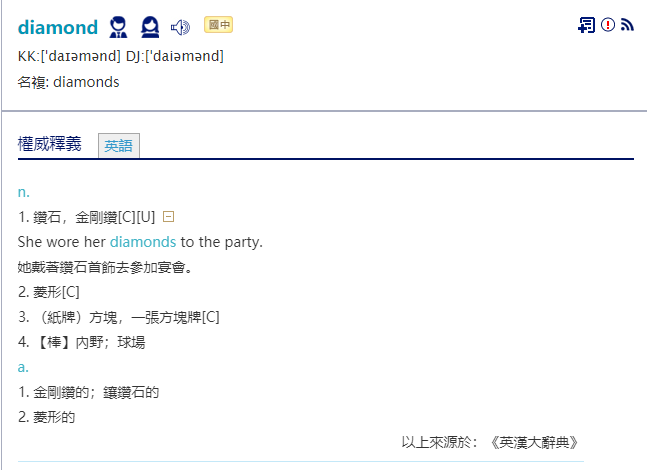 diamond 國中
KK:[ˋdaɪəmənd] DJ:[ˋdaiəmənd]
名複: diamonds
權威釋義 英語
n.
1. 鑽石，金剛鑽[C][U]
She wore her diamonds to the party.
她戴著鑽石首飾去參加宴會。
2. 菱形[C]
3. （紙牌）方塊，一張方塊牌[C]
4. 【棒】內野；球場
a.
1. 金剛鑽的；鑲鑽石的
2. 菱形的
以上來源於：《英漢大辭典》